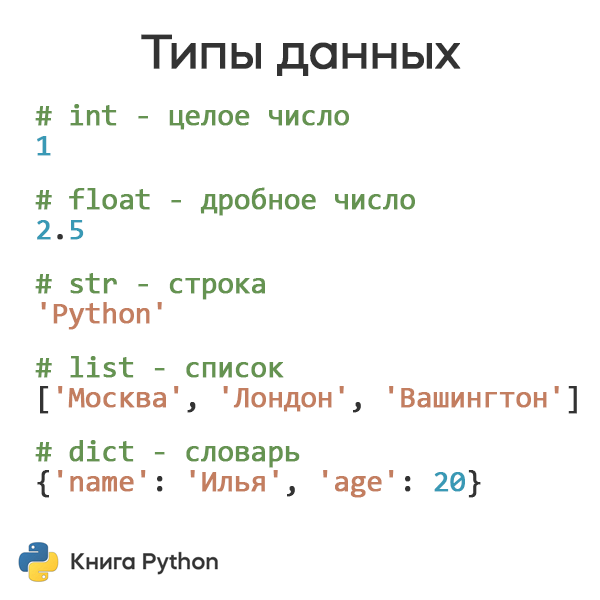 Типы данных
# int - целое число
1
# float - дробное число
2.5
# str - строка
'Python'
# list - список
['Москва', 'Лондон', 'Вашингтон']
# dict - словарь
{'name': 'Илья', 'age': 20}
Книга Python